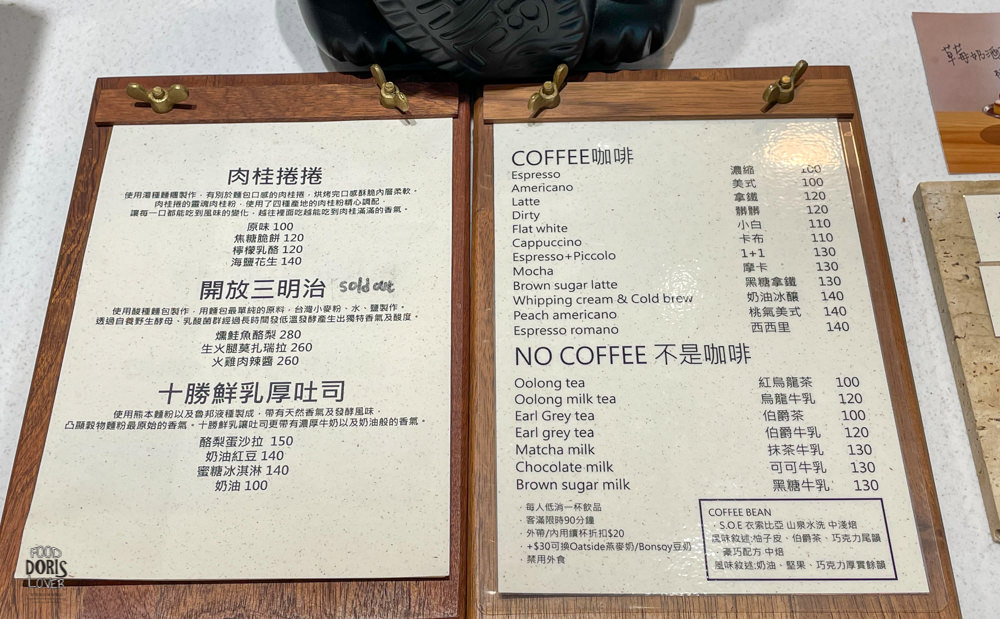 肉桂捲捲
使用湯種麵糰製作，有別於麵包口感的肉桂捲，烘烤完口感酥脆內層柔軟。
肉桂捲的靈魂肉桂粉，使用了四種產地的肉桂粉精心調配，
讓每一口都能吃到風味的變化，越往裡面吃越能吃到肉桂滿滿的香氣。
原味 100
焦糖脆餅 120
檸檬乳酪 120
海鹽花生 140
開放三明治 sold out
使用酸種麵包製作，用麵包最單純的原料，台灣小麥粉、水、鹽製作。
透過自養野生酵母、乳酸菌群經過長時間發低溫發酵產生出獨特香氣及酸度。
燻鮭魚酪梨 280
生火腿莫扎瑞拉 260
火雞肉辣醬 260
十勝鮮乳厚吐司
使用熊本麵粉以及魯邦液種製成，帶有天然香氣及發酵風味，
凸顯穀物麵粉最原始的香氣。十勝鮮乳讓吐司更帶有濃厚牛奶以及奶油般的香氣。
酪梨蛋沙拉 150
奶油紅豆 140
蜜糖冰淇淋 140
奶油 100
FOOD
DORIS
LOVER
COFFEE咖啡
Espresso 濃縮 100
Americano 美式 100
Latte 拿鐵 120
Dirty 髒髒 120
Flat white 小白 110
Cappuccino 卡布 110
Espresso+Piccolo 1+1 130
Mocha 摩卡 130
Brown sugar latte 黑糖拿鐵 130
Whipping cream & Cold brew 奶油冰釀 140
Peach americano 桃氣美式 140
Espresso romano 西西里 140
NO COFFEE 不是咖啡
Oolong tea 紅烏龍茶 100
Oolong milk tea 烏龍牛乳 120
Earl Grey tea 伯爵茶 100
Earl grey tea 伯爵牛乳 120
Matcha milk 抹茶牛乳 130
Chocolate milk 可可牛乳 130
Brown sugar milk 黑糖牛乳 130
· 每人低消一杯飲品
· 客滿限時90分鐘
· 外帶/內用續杯折扣$20
· +$30可換Oatside燕麥奶/Bonsoy豆奶
· 禁用外食
COFFEE BEAN
· S.O.E 衣索比亞 山泉水洗 中淺焙
風味敘述:柚子皮、伯爵茶、巧克力尾韻
· 濃巧配方 中焙
風味敘述:奶油、堅果、巧克力厚實餘韻
草莓奶酒